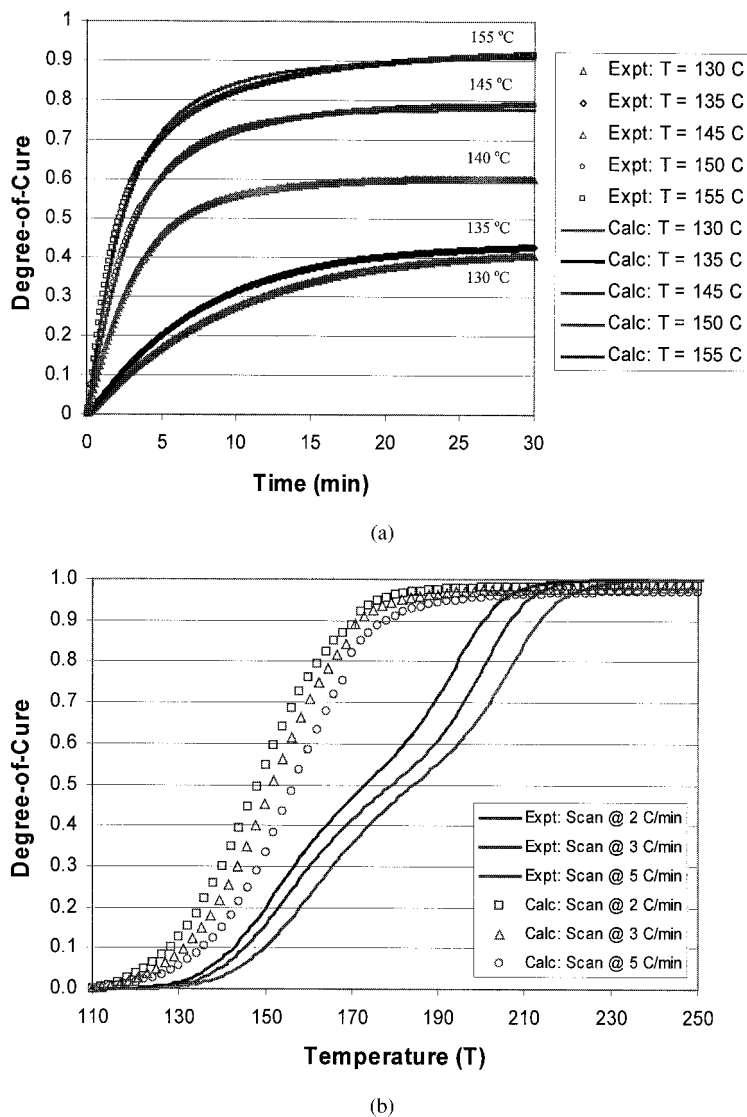 1
0.9
0.8
0.7
0.6
0.5
0.4
0.3
0.2
0.1
0
Degree-of-Cure
155 °C
145 °C
140 °C
135 °C
130 °C
0
5
10
15
20
25
30
Time (min)
Expt: T = 130 C
Expt: T = 135 C
Expt: T = 145 C
Expt: T = 150 C
Expt: T = 155 C
Calc: T = 130 C
Calc: T = 135 C
Calc: T = 145 C
Calc: T = 150 C
Calc: T = 155 C
(a)
1.0
0.9
0.8
0.7
0.6
0.5
0.4
0.3
0.2
0.1
0.0
Degree-of-Cure
Expt: Scan @ 2 C/min
Expt: Scan @ 3 C/min
Expt: Scan @ 5 C/min
Calc: Scan @ 2 C/min
Calc: Scan @ 3 C/min
Calc: Scan @ 5 C/min
110
130
150
170
190
210
230
250
Temperature (T)
(b)